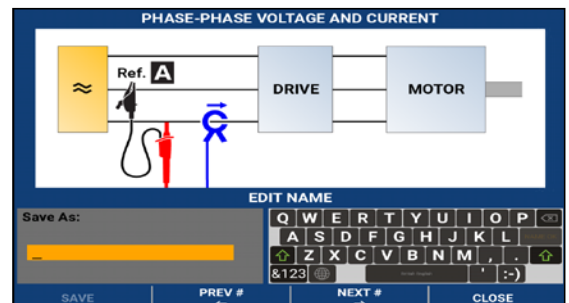 PHASE-PHASE VOLTAGE AND CURRENT
Ref. A
DRIVE
MOTOR
EDIT NAME
Save As:
Q W E R T Y U I O P
A S D F G H J K L
Z X C V B N M , .
&123 ' :-)
SAVE
PREV #
NEXT #
CLOSE